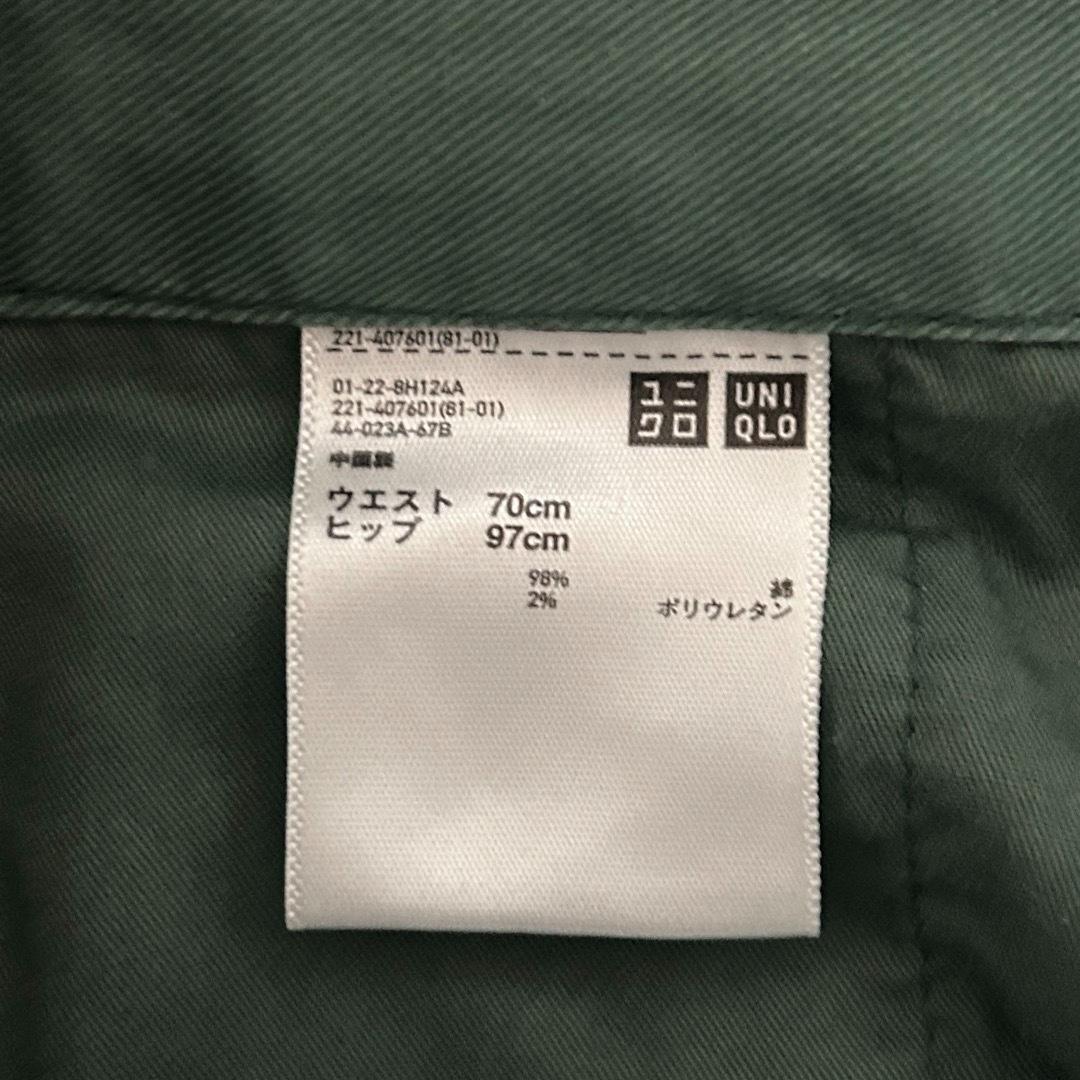 221-407601(81-01)
01-22-8H124A
221-407601(81-01)
44-023A-67B
ユニ
クロ
UNI
QLO
中国製
ウエスト 70cm
ヒップ 97cm
98% 綿
2% ポリウレタン